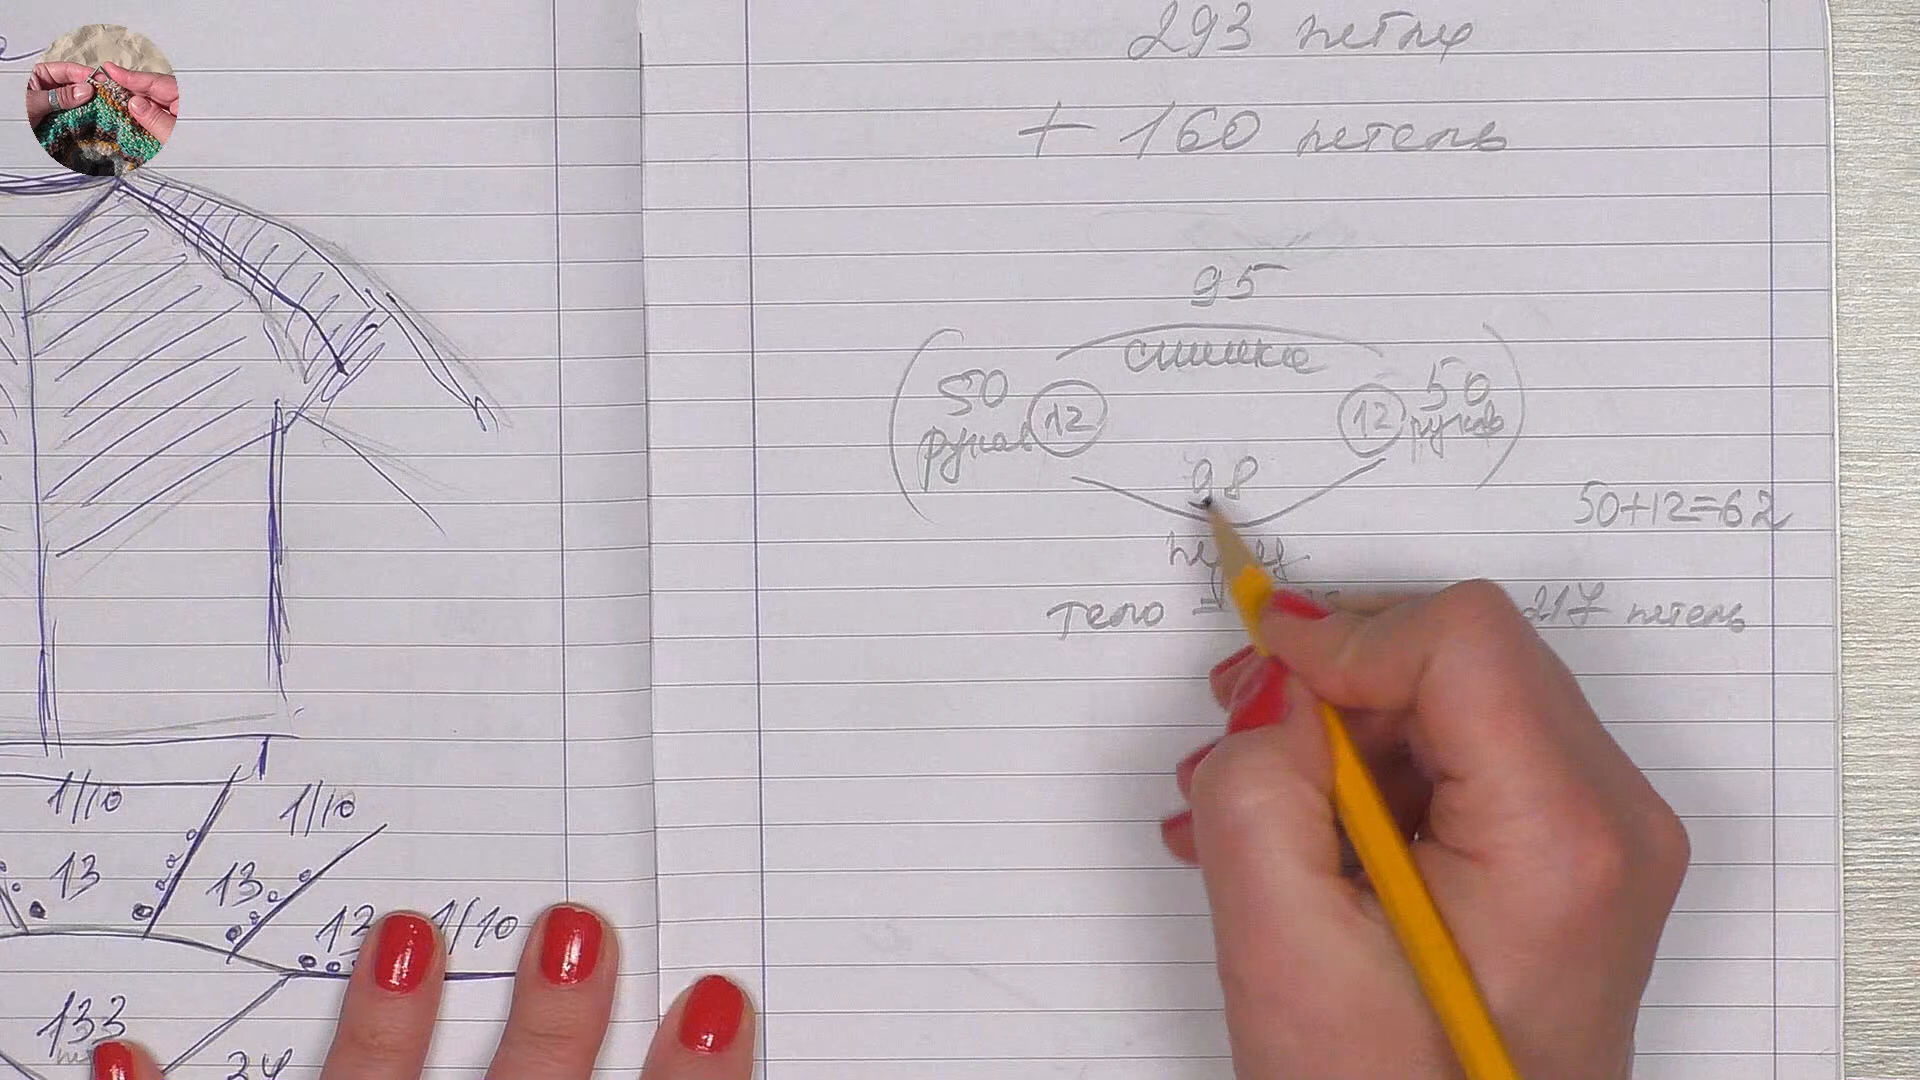 293 петли
+ 160 петель
95
спинка
50 рукав 12 12 50 рукав
98
50+12=62
тело = 217 петель
1/10 1/10
13 13 1/10
133
34